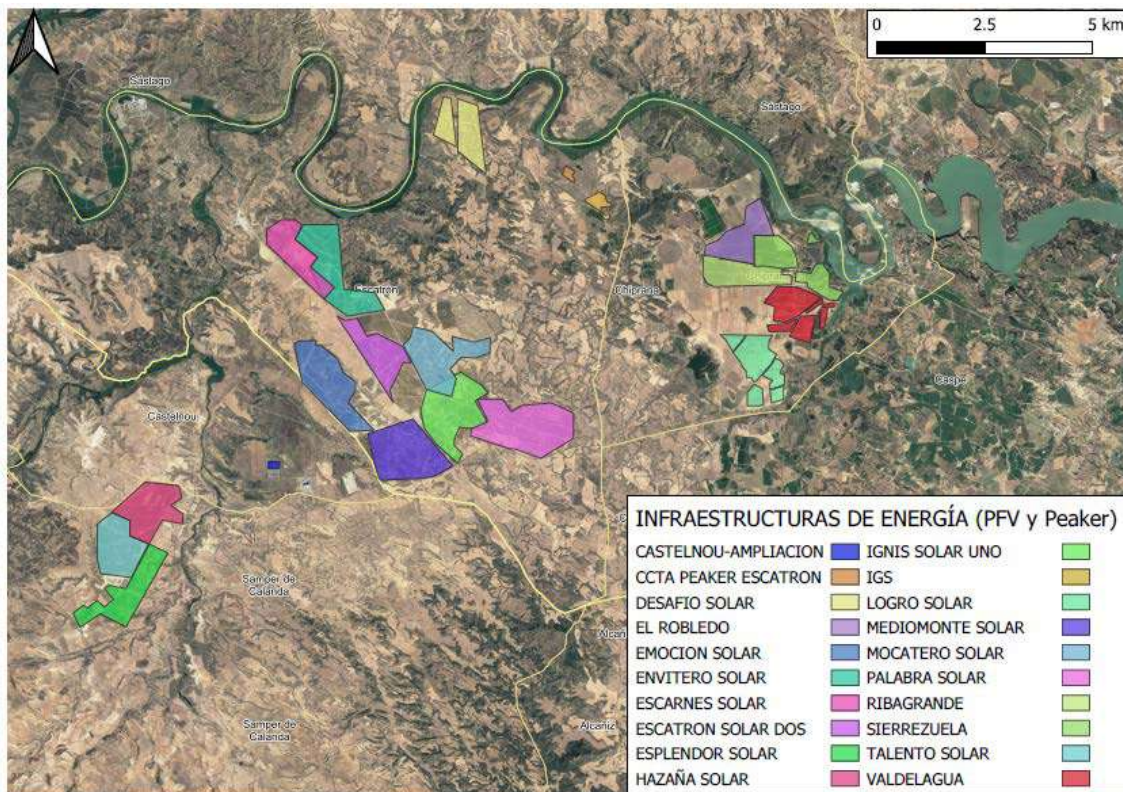 0 2.5 5 km
Sástago
Sástago
Escatrón
Chiprana
Caspe
Castelnou
Samper de
Calanda
Alcañiz
Samper de
Calanda
INFRAESTRUCTURAS DE ENERGÍA (PFV y Peaker)
CASTELNOU-AMPLIACION IGNIS SOLAR UNO
CCTA PEAKER ESCATRON IGS
DESAFIO SOLAR LOGRO SOLAR
EL ROBLEDO MEDIOMONTE SOLAR
EMOCION SOLAR MOCATERO SOLAR
ENVITERO SOLAR PALABRA SOLAR
ESCARNES SOLAR RIBAGRANDE
ESCATRON SOLAR DOS SIERREZUELA
ESPLENDOR SOLAR TALENTO SOLAR
HAZAÑA SOLAR VALDELAGUA